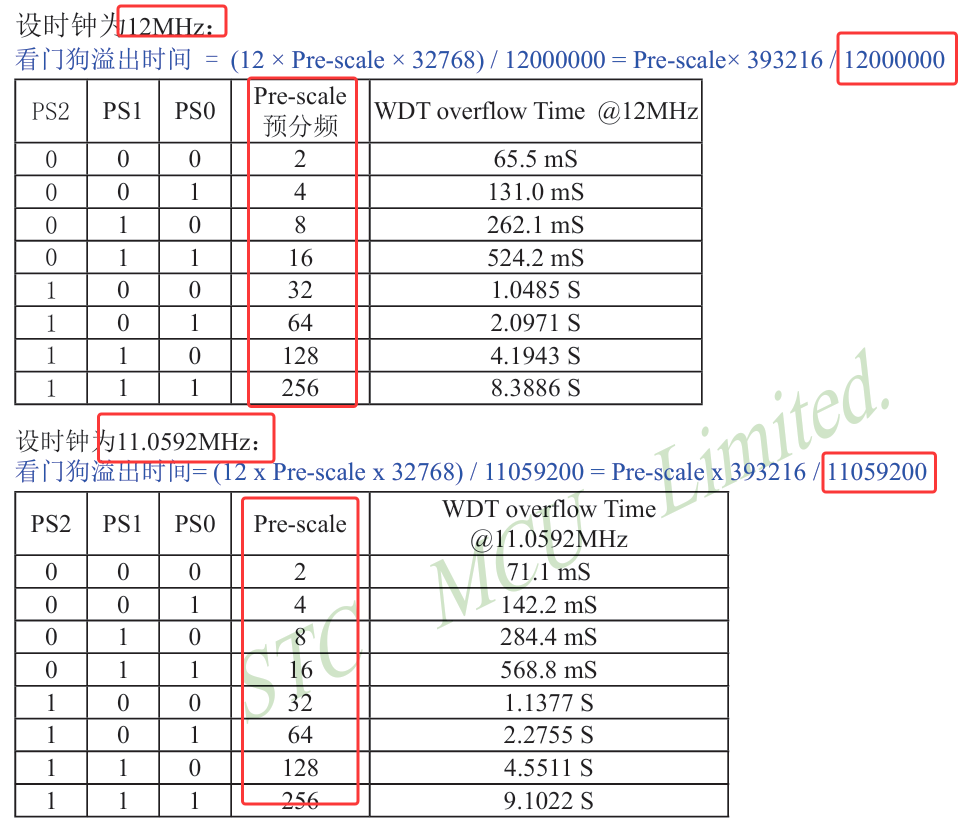 设时钟为12MHz：
看门狗溢出时间 = (12 × Pre-scale × 32768) / 12000000 = Pre-scale× 393216 / 12000000
PS2 PS1 PS0 Pre-scale 预分频 WDT overflow Time @12MHz
0 0 0 2 65.5 mS
0 0 1 4 131.0 mS
0 1 0 8 262.1 mS
0 1 1 16 524.2 mS
1 0 0 32 1.0485 S
1 0 1 64 2.0971 S
1 1 0 128 4.1943 S
1 1 1 256 8.3886 S
设时钟为11.0592MHz：
看门狗溢出时间= (12 x Pre-scale x 32768) / 11059200 = Pre-scale x 393216 / 11059200
PS2 PS1 PS0 Pre-scale WDT overflow Time @11.0592MHz
0 0 0 2 71.1 mS
0 0 1 4 142.2 mS
0 1 0 8 284.4 mS
0 1 1 16 568.8 mS
1 0 0 32 1.1377 S
1 0 1 64 2.2755 S
1 1 0 128 4.5511 S
1 1 1 256 9.1022 S
STC MCU Limited.